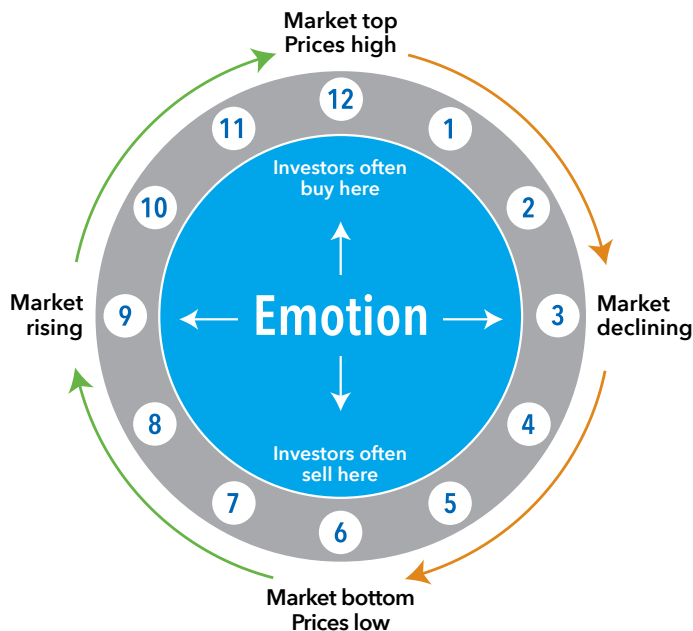 Market top
Prices high
12
11
1
Investors often
buy here
10
2
Market
rising
9
Emotion
3
Market
declining
8
4
Investors often
sell here
7
5
6
Market bottom
Prices low